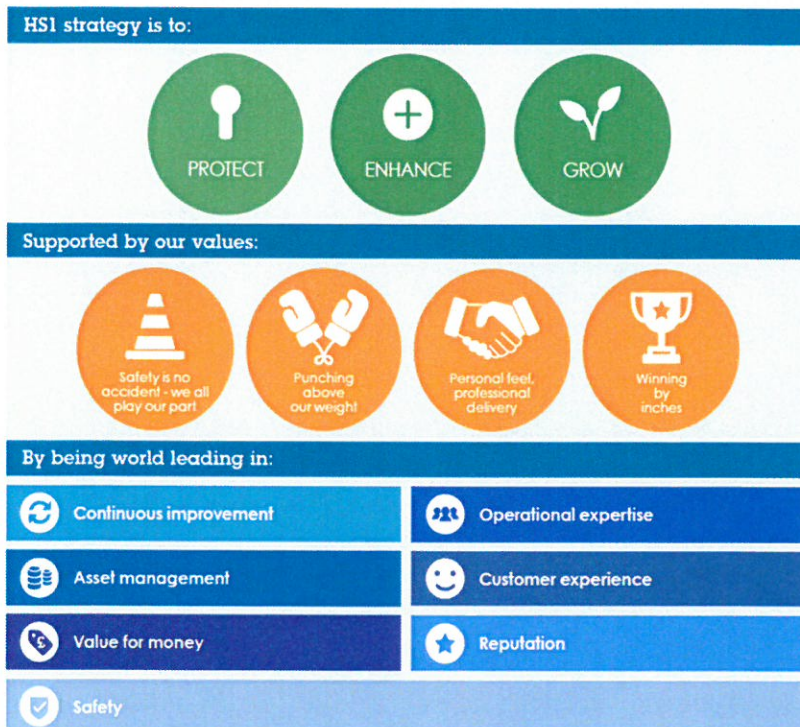 HS1 strategy is to:
PROTECT
ENHANCE
GROW
Supported by our values:
Safety is no
accident - we all
play our part
Punching
above
our weight
Personal feel,
professional
delivery
Winning
by
inches
By being world leading in:
Continuous improvement
Operational expertise
Asset management
Customer experience
£
Value for money
Reputation
Safety